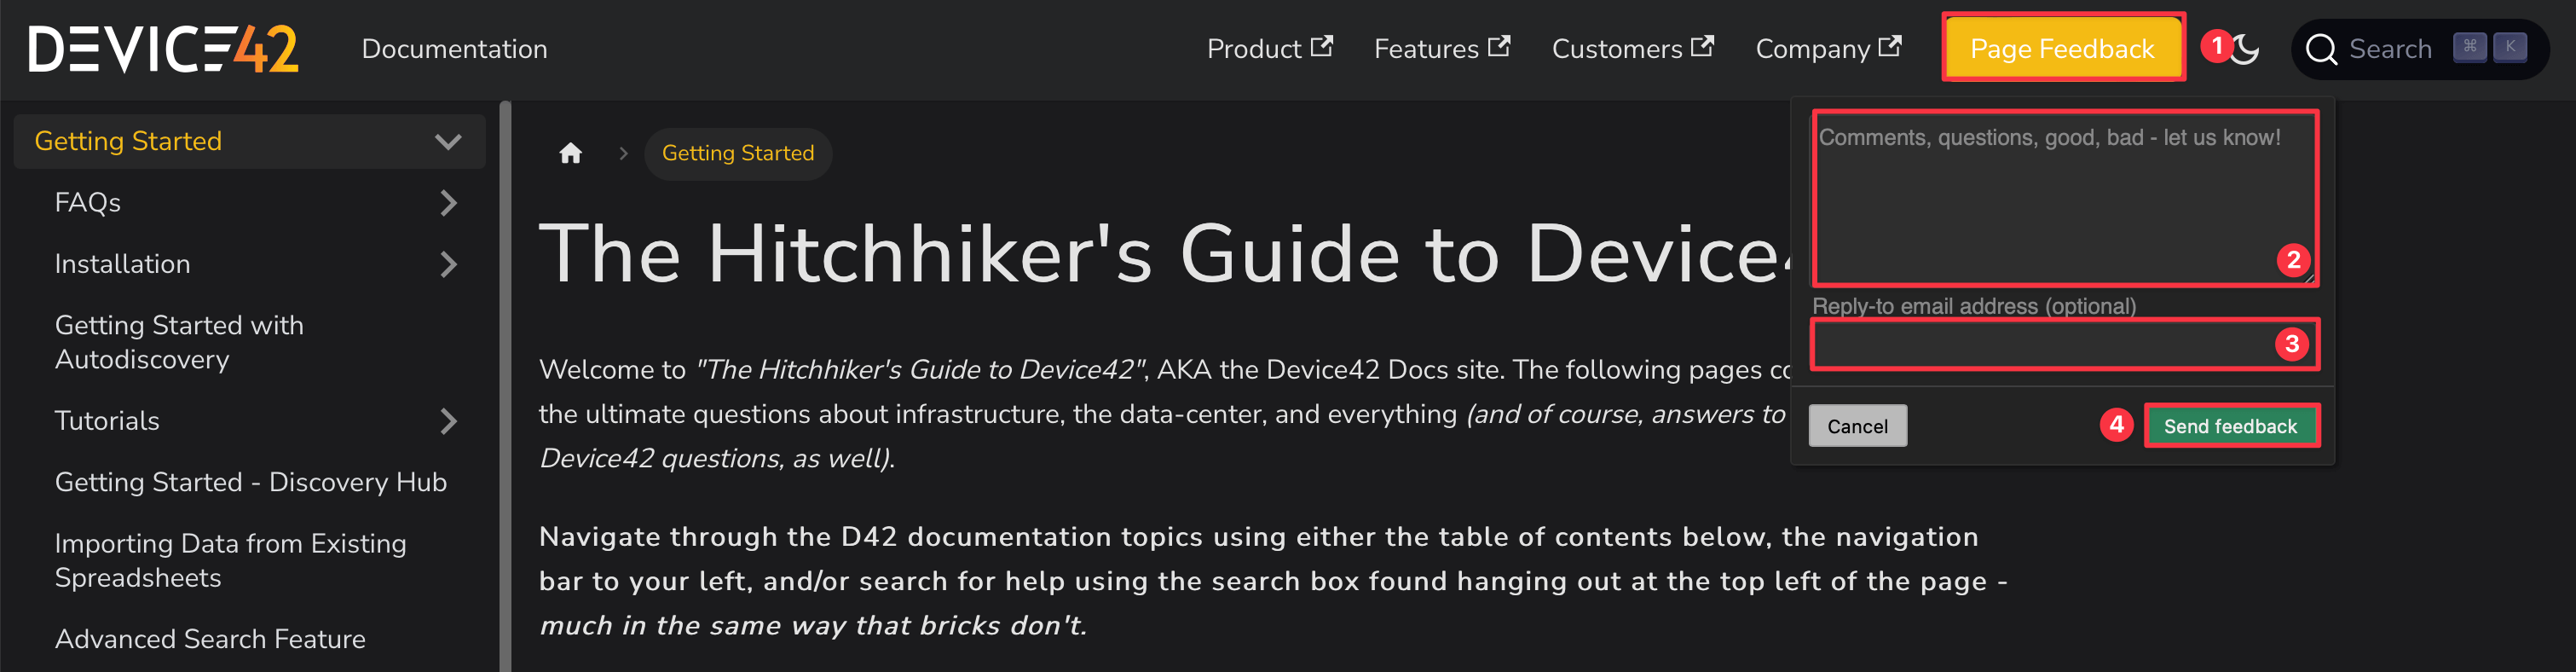 DEVICE42
Documentation
Product
Features
Customers
Company
Page Feedback
1
Search
⌘
K
Getting Started
FAQs
Installation
Getting Started with
Autodiscovery
Tutorials
Getting Started - Discovery Hub
Importing Data from Existing
Spreadsheets
Advanced Search Feature
Getting Started
The Hitchhiker's Guide to Device
Welcome to "The Hitchhiker's Guide to Device42", AKA the Device42 Docs site. The following pages
the ultimate questions about infrastructure, the data-center, and everything (and of course, answers to
Device42 questions, as well).
Navigate through the D42 documentation topics using either the table of contents below, the navigation
bar to your left, and/or search for help using the search box found hanging out at the top left of the page -
much in the same way that bricks don't.
Comments, questions, good, bad - let us know!
2
Reply-to email address (optional)
3
Cancel
4
Send feedback